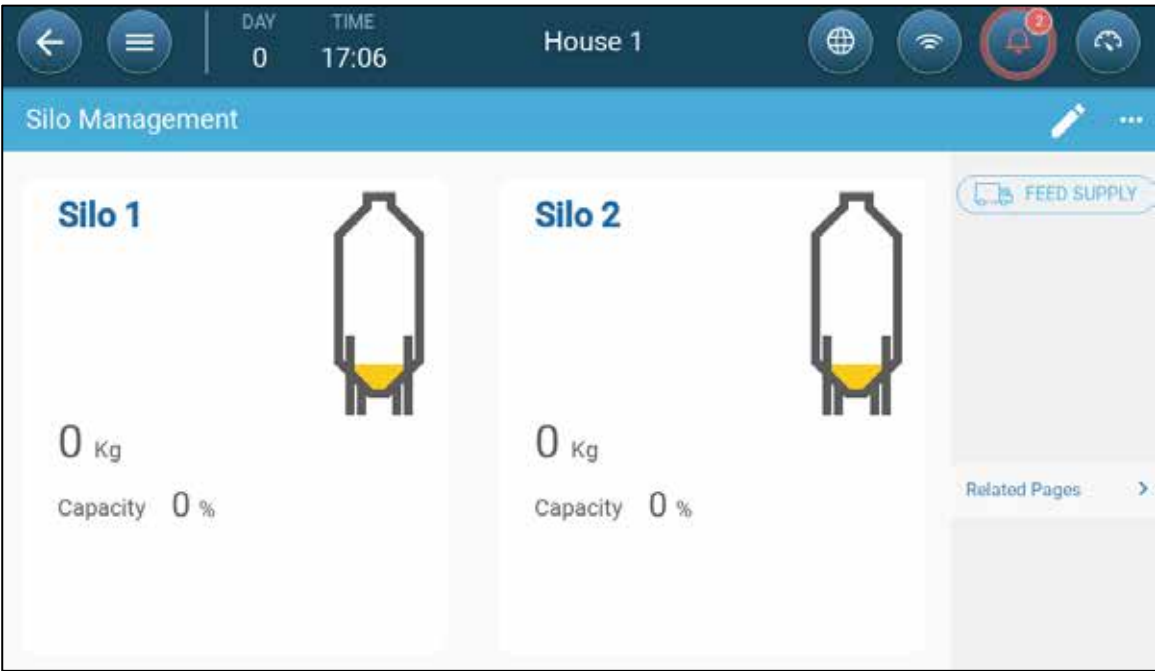 DAY TIME
0 17:06 House 1 2
Silo Management
Silo 1 Silo 2 FEED SUPPLY
0 Kg 0 Kg
Capacity 0 % Capacity 0 % Related Pages